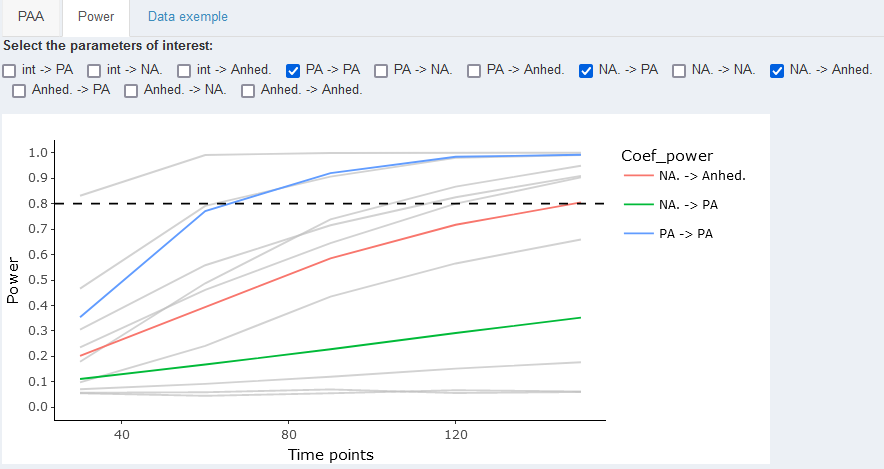 PAA Power Data exemple
Select the parameters of interest:
int -> PA int -> NA. int -> Anhed. PA -> PA PA -> NA. PA -> Anhed. NA. -> PA NA. -> NA. NA. -> Anhed.
Anhed. -> PA Anhed. -> NA. Anhed. -> Anhed.
1.0
0.9
0.8
0.7
0.6
0.5
0.4
0.3
0.2
0.1
0.0
Power
40 80 120
Time points
Coef_power
NA. -> Anhed.
NA. -> PA
PA -> PA